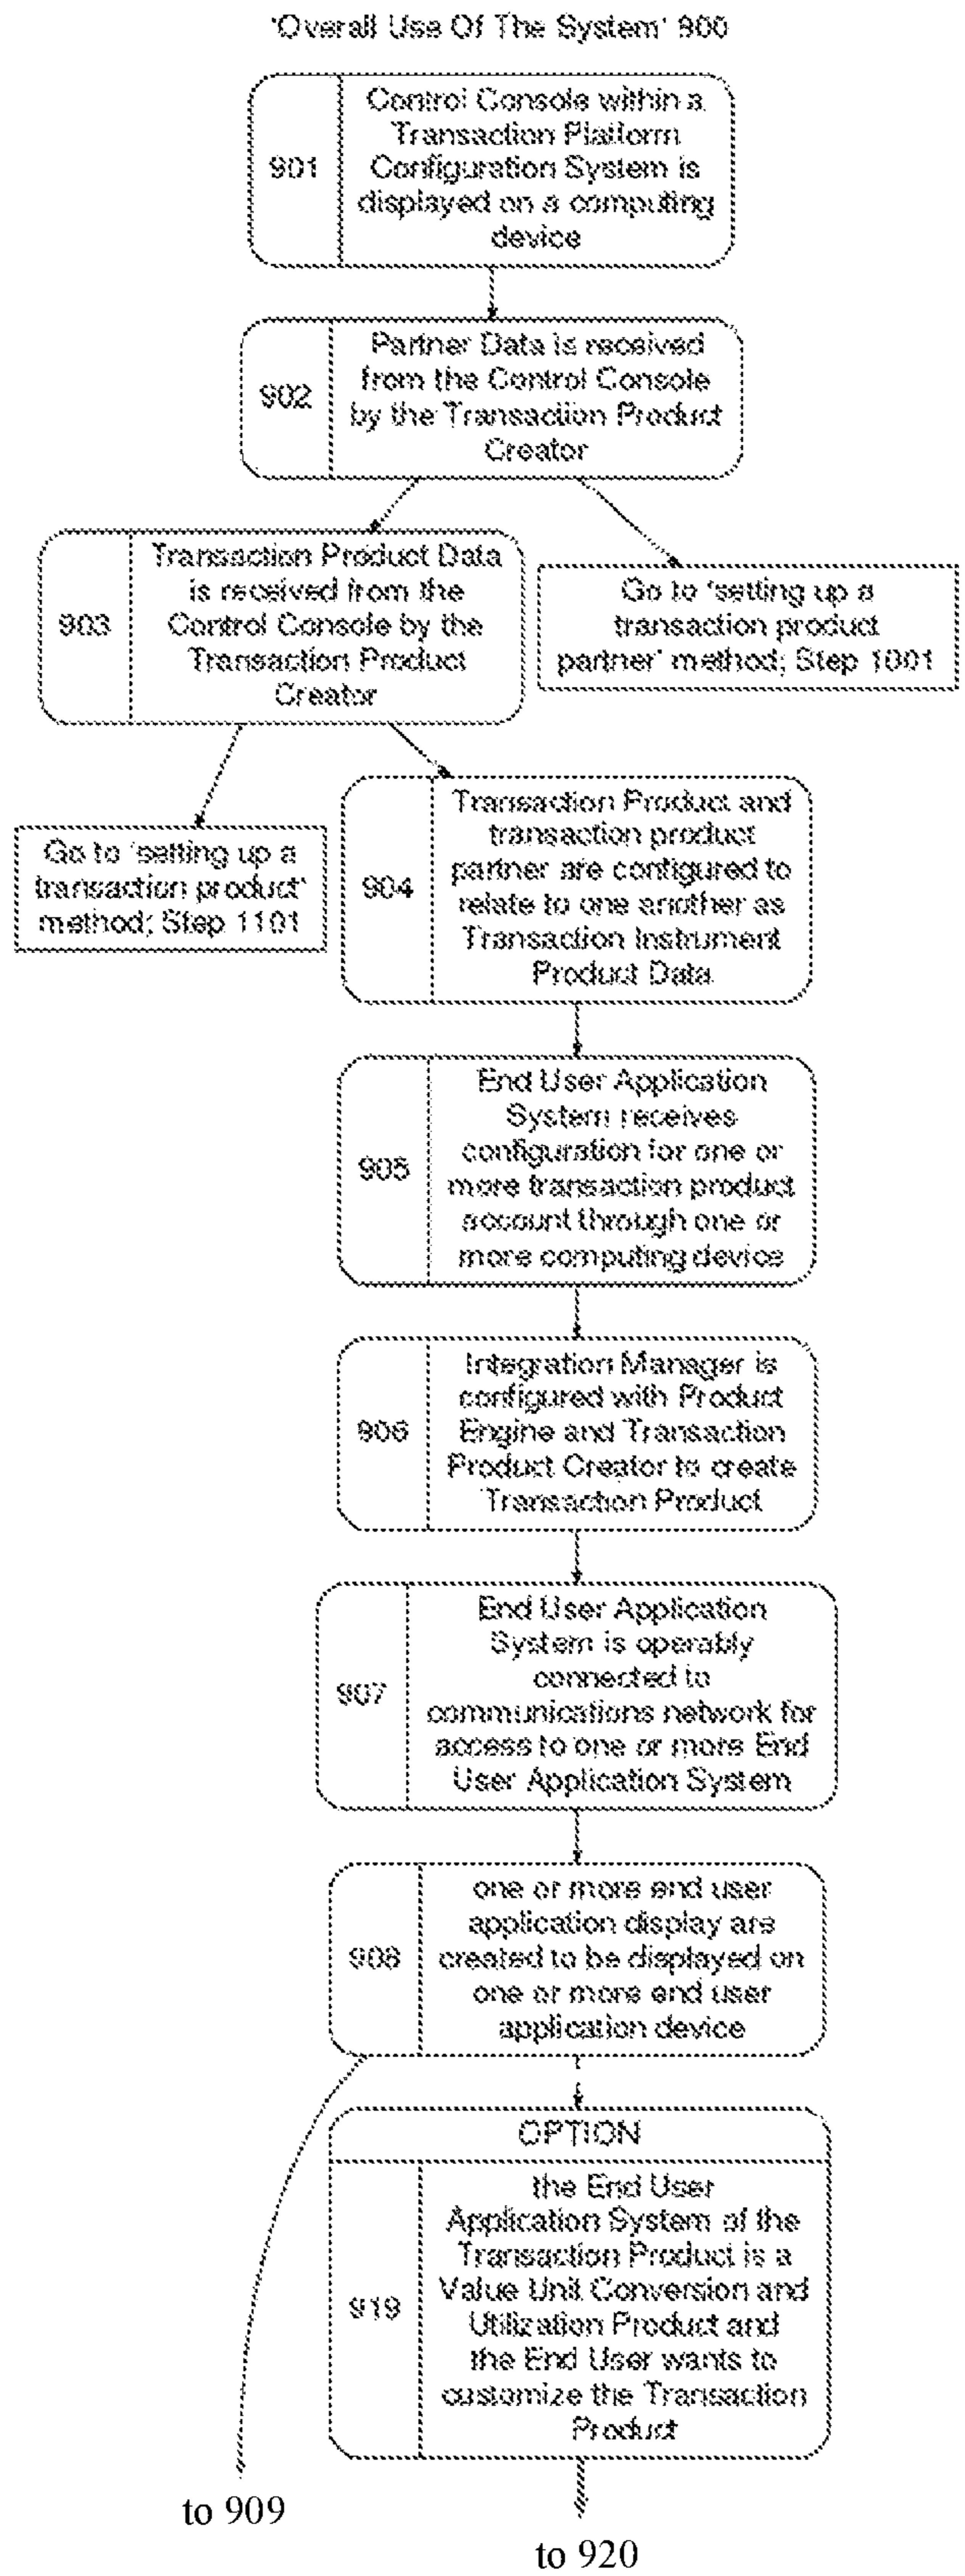 'Overall Use Of The System' 900
901
Control Console within a
Transaction Platform
Configuration System is
displayed on a computing
device
902
Partner Data is received
from the Control Console
by the Transaction Product
Creator
903
Transaction Product Data
is received from the
Control Console by the
Transaction Product
Creator
Go to 'setting up a
transaction product
partner' method; Step 1001
Go to 'setting up a
transaction product'
method; Step 1101
904
Transaction Product and
transaction product
partner are configured to
relate to one another as
Transaction Instrument
Product Data
905
End User Application
System receives
configuration for one or
more transaction product
account through one or
more computing device
906
Integration Manager is
configured with Product
Engine and Transaction
Product Creator to create
Transaction Product
907
End User Application
System is operably
connected to
communications network for
access to one or more End
User Application System
908
one or more end user
application display are
created to be displayed on
one or more end user
application device
OPTION
919
the End User
Application System of the
Transaction Product is a
Value Unit Conversion and
Utilization Product and
the End User wants to
customize the Transaction
Product
to 909
to 920